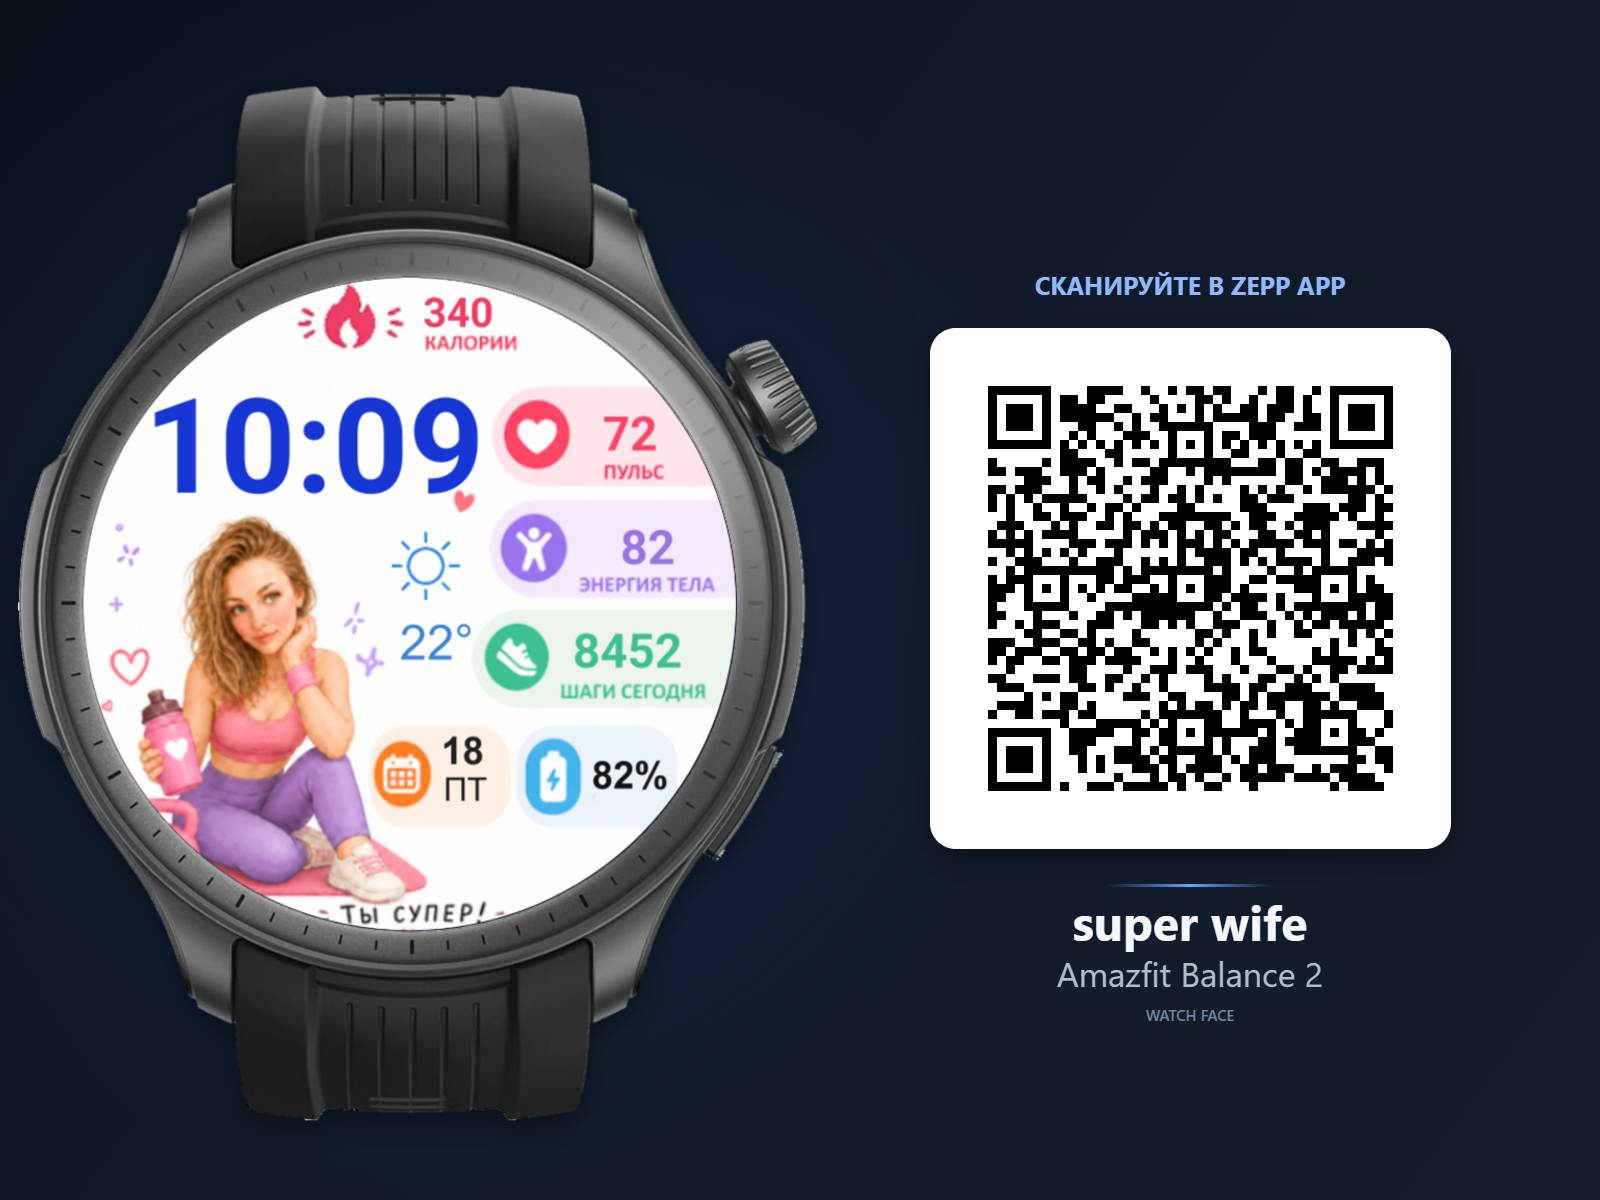 340
КАЛОРИИ
10:09
72
ПУЛЬС
82
ЭНЕРГИЯ ТЕЛА
22°
8452
ШАГИ СЕГОДНЯ
18
ПТ
82%
ТЫ СУПЕР!
СКАНИРУЙТЕ В ZEPP APP
super wife
Amazfit Balance 2
WATCH FACE